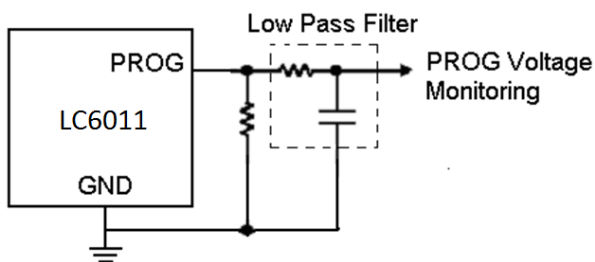 Low Pass Filter
PROG
PROG Voltage
Monitoring
LC6011
GND